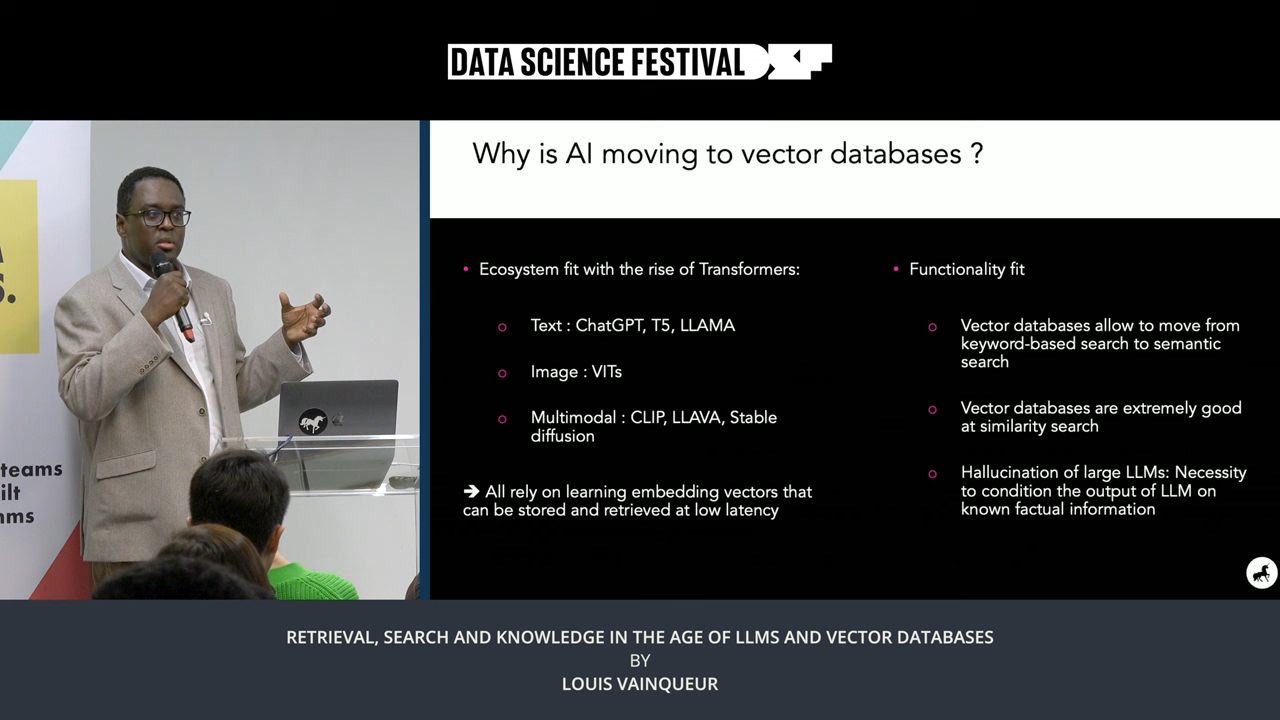 DATA SCIENCE FESTIVAL
Why is AI moving to vector databases ?
• Ecosystem fit with the rise of Transformers:
o Text : ChatGPT, T5, LLAMA
o Image : VITs
o Multimodal : CLIP, LLAVA, Stable
diffusion
➔ All rely on learning embedding vectors that
can be stored and retrieved at low latency
• Functionality fit
o Vector databases allow to move from
keyword-based search to semantic
search
o Vector databases are extremely good
at similarity search
o Hallucination of large LLMs: Necessity
to condition the output of LLM on
known factual information
S.
teams
ilt
RETRIEVAL, SEARCH AND KNOWLEDGE IN THE AGE OF LLMS AND VECTOR DATABASES
BY
LOUIS VAINQUEUR